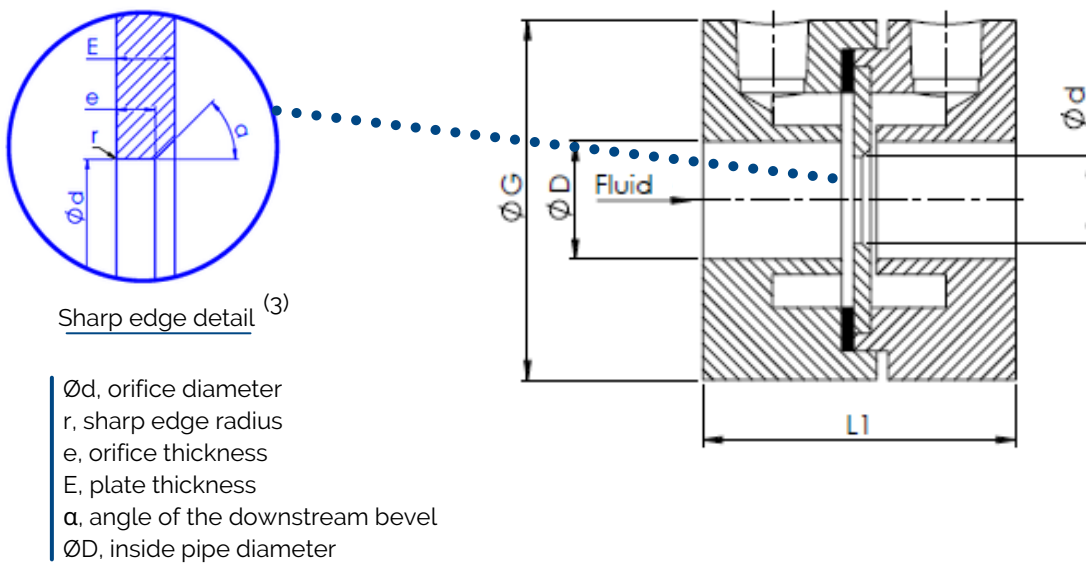 E
e
r
α
Ød
Sharp edge detail (3)
Ød, orifice diameter
r, sharp edge radius
e, orifice thickness
E, plate thickness
α, angle of the downstream bevel
ØD, inside pipe diameter
ØG
ØD
Fluid
Ød
L1